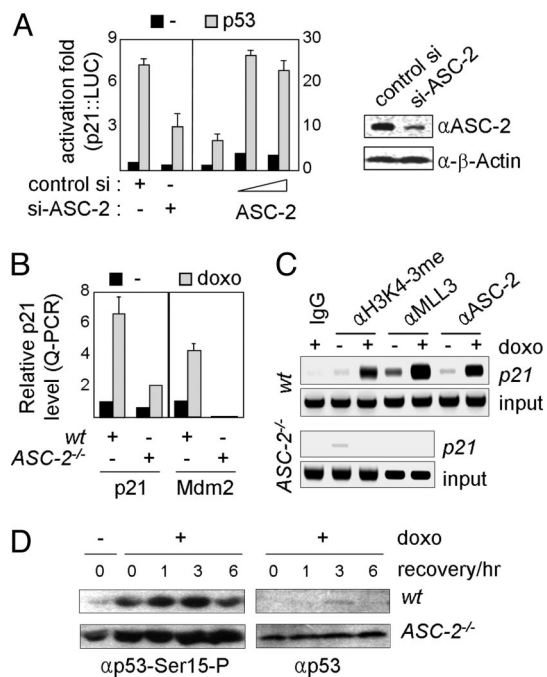 A
- p53
activation fold
(p21::LUC)
9
6
3
30
20
10
0
control si : + -
si-ASC-2 : - +
ASC-2
control si
si-ASC-2
αASC-2
α-β-Actin
B
- doxo
Relative p21
level (Q-PCR)
8
6
4
2
0
wt + - + -
ASC-2-/- - + - +
p21 Mdm2
C
IgG
αH3K4-3me
αMLL3
αASC-2
+ - + - + - + doxo
wt
p21
input
ASC-2-/-
p21
input
D
- + + doxo
0 0 1 3 6 0 1 3 6 recovery/hr
wt
ASC-2-/-
αp53-Ser15-P αp53